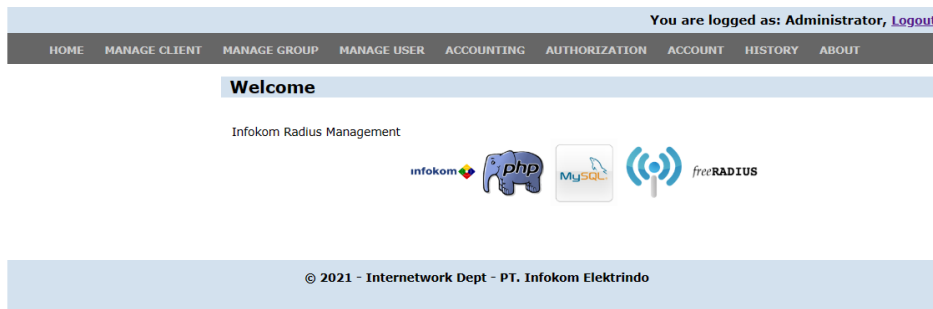 You are logged as: Administrator, Logout
HOME MANAGE CLIENT MANAGE GROUP MANAGE USER ACCOUNTING AUTHORIZATION ACCOUNT HISTORY ABOUT
Welcome
Infokom Radius Management
infokom php MySQL freeRADIUS
© 2021 - Internetwork Dept - PT. Infokom Elektrindo